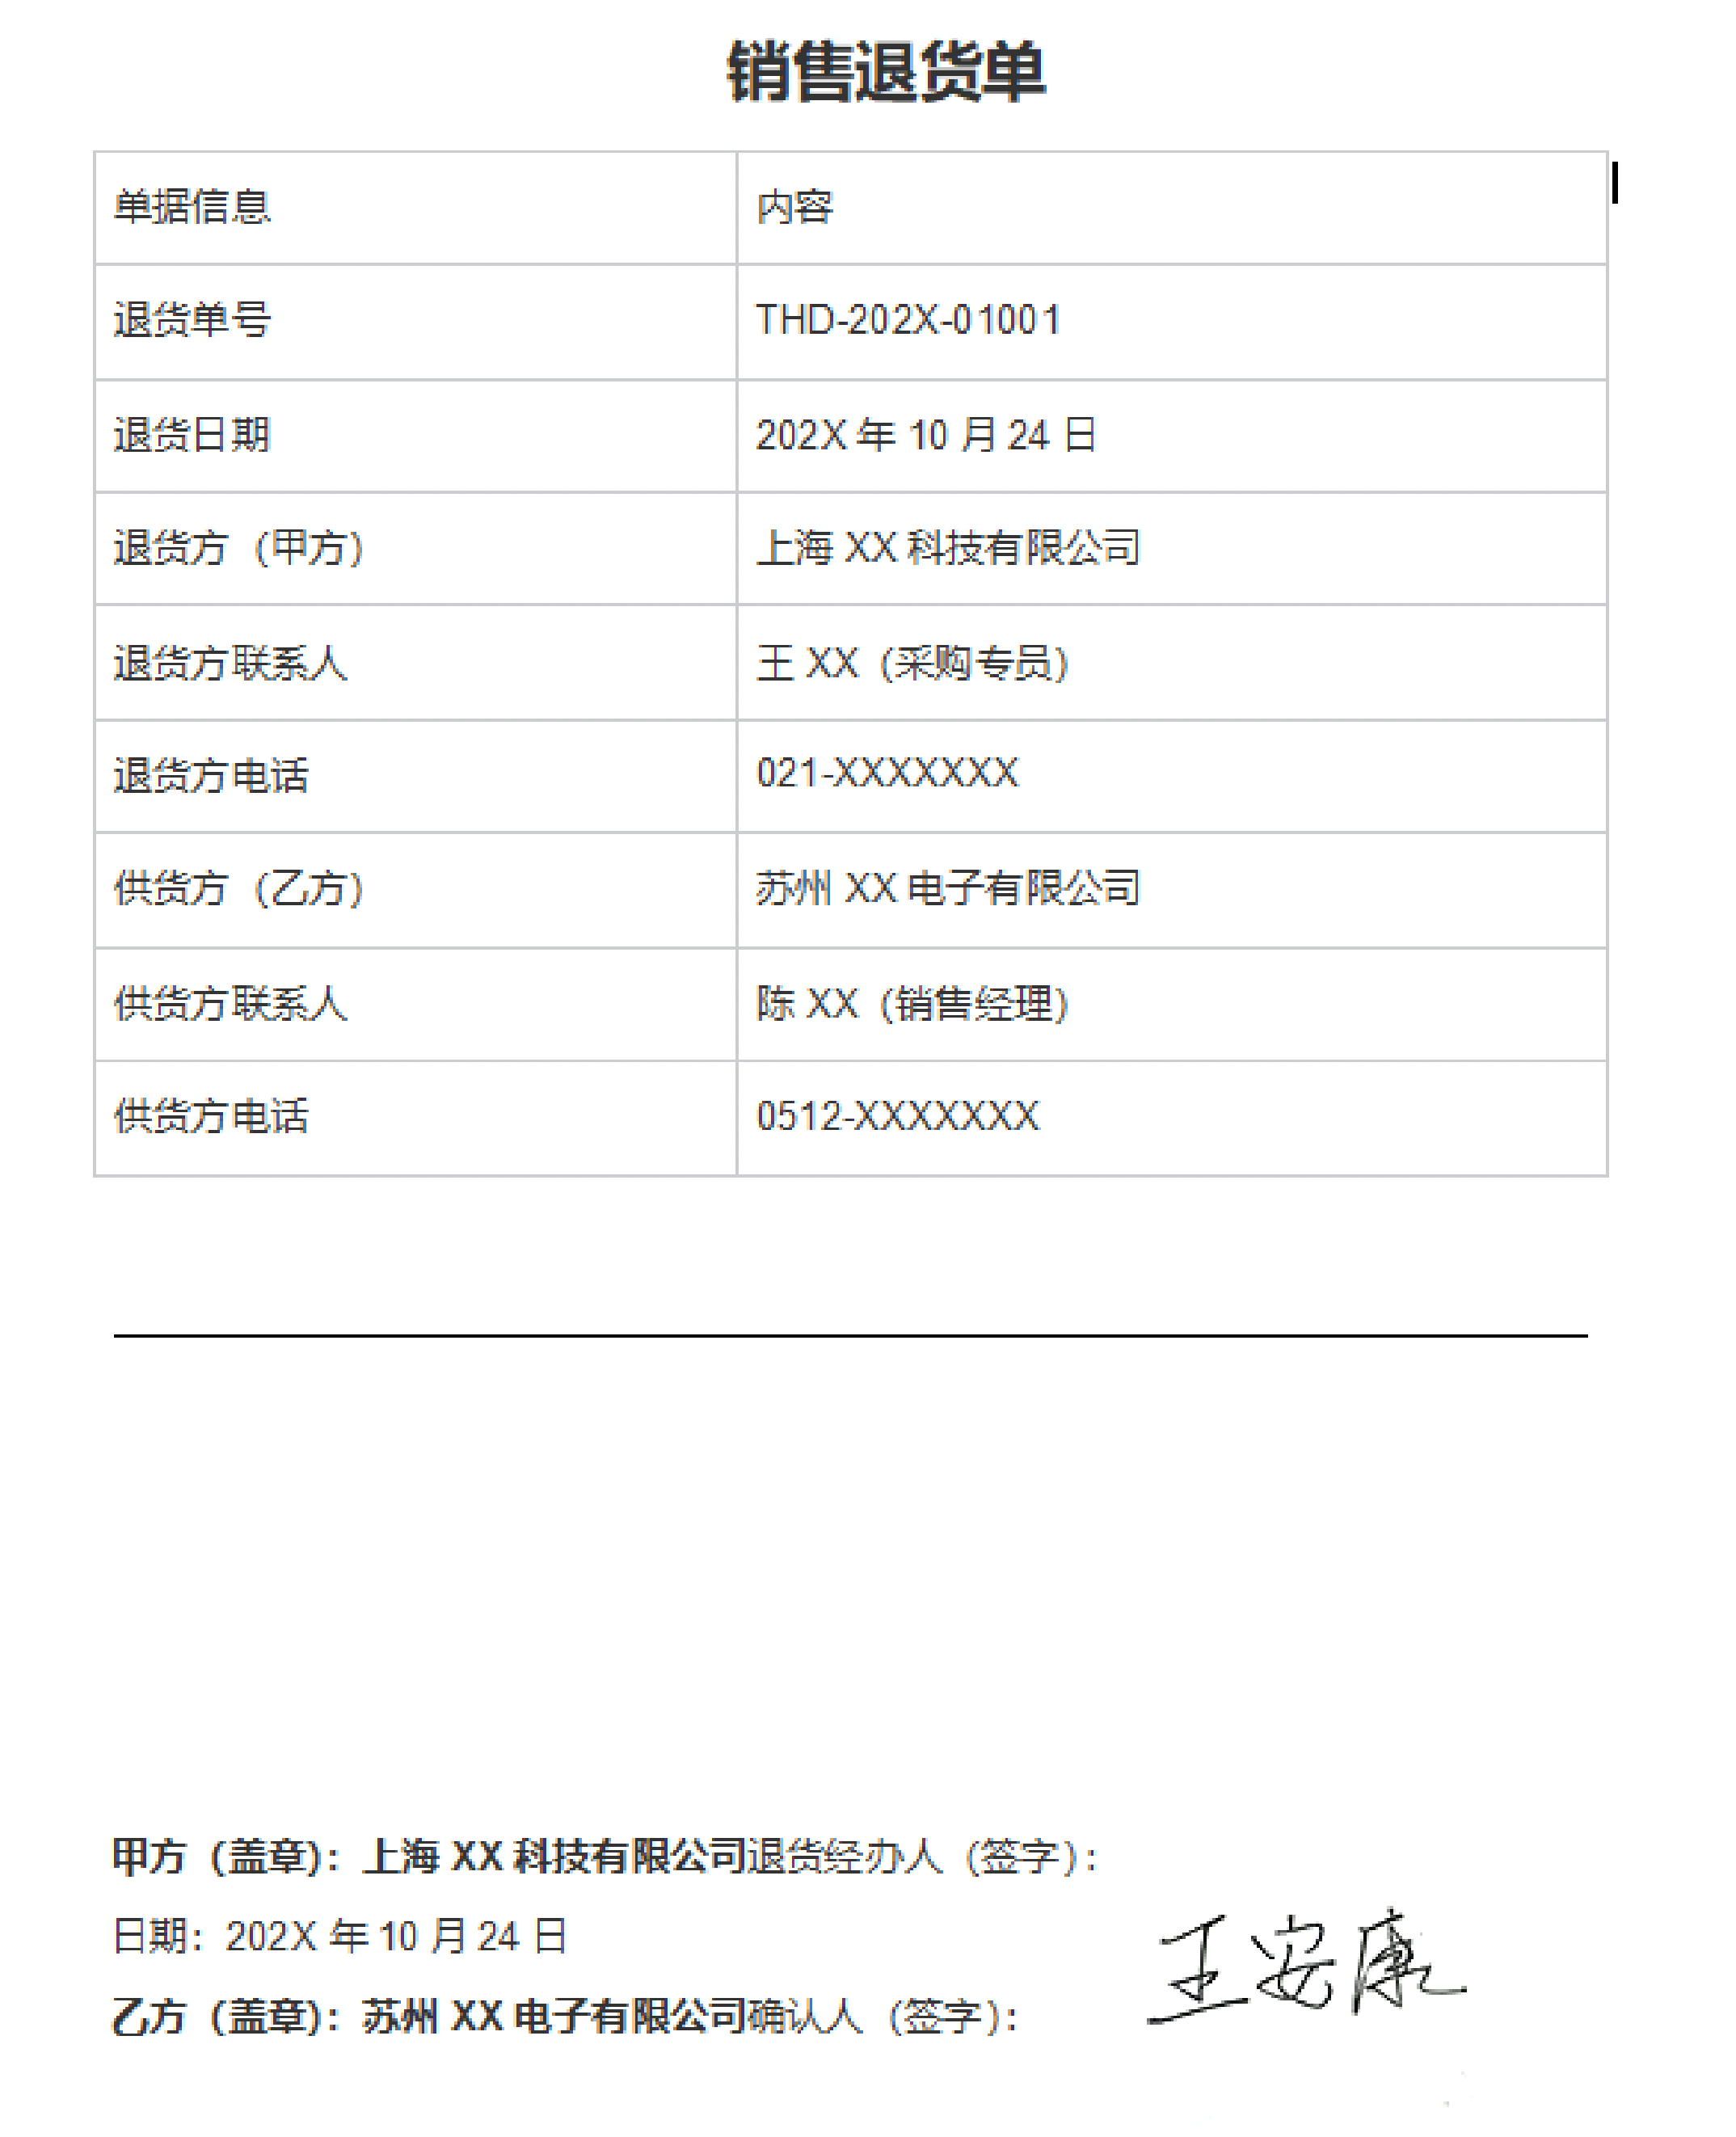 销售退货单
单据信息 内容
退货单号 THD-202X-01001
退货日期 202X 年 10 月 24 日
退货方（甲方） 上海 XX 科技有限公司
退货方联系人 王 XX（采购专员）
退货方电话 021-XXXXXXX
供货方（乙方） 苏州 XX 电子有限公司
供货方联系人 陈 XX（销售经理）
供货方电话 0512-XXXXXXX
甲方（盖章）：上海 XX 科技有限公司退货经办人（签字）：
日期：202X 年 10 月 24 日
王安康
乙方（盖章）：苏州 XX 电子有限公司确认人（签字）：